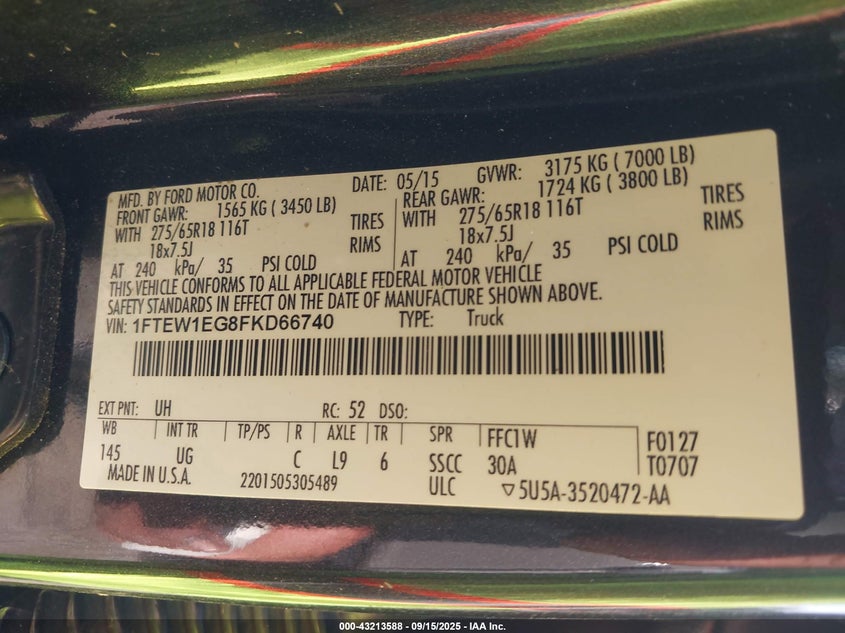 MFD. BY FORD MOTOR CO. DATE: 05/15 GVWR: 3175 KG ( 7000 LB)
FRONT GAWR: 1565 KG ( 3450 LB) REAR GAWR: 1724 KG ( 3800 LB)
WITH 275/65R18 116T TIRES WITH 275/65R18 116T TIRES
18x7.5J RIMS 18x7.5J RIMS
AT 240 kPa/ 35 PSI COLD AT 240 kPa/ 35 PSI COLD
THIS VEHICLE CONFORMS TO ALL APPLICABLE FEDERAL MOTOR VEHICLE
SAFETY STANDARDS IN EFFECT ON THE DATE OF MANUFACTURE SHOWN ABOVE.
VIN: 1FTEW1EG8FKD66740 TYPE: Truck
EXT PNT: UH RC: 52 DSO:
WB INT TR TP/PS R AXLE TR SPR FFC1W F0127
145 UG C L9 6 SSCC 30A T0707
MADE IN U.S.A. 2201505305489 ULC ▽5U5A-3520472-AA
000-43213588 - 09/15/2025 - IAA Inc.